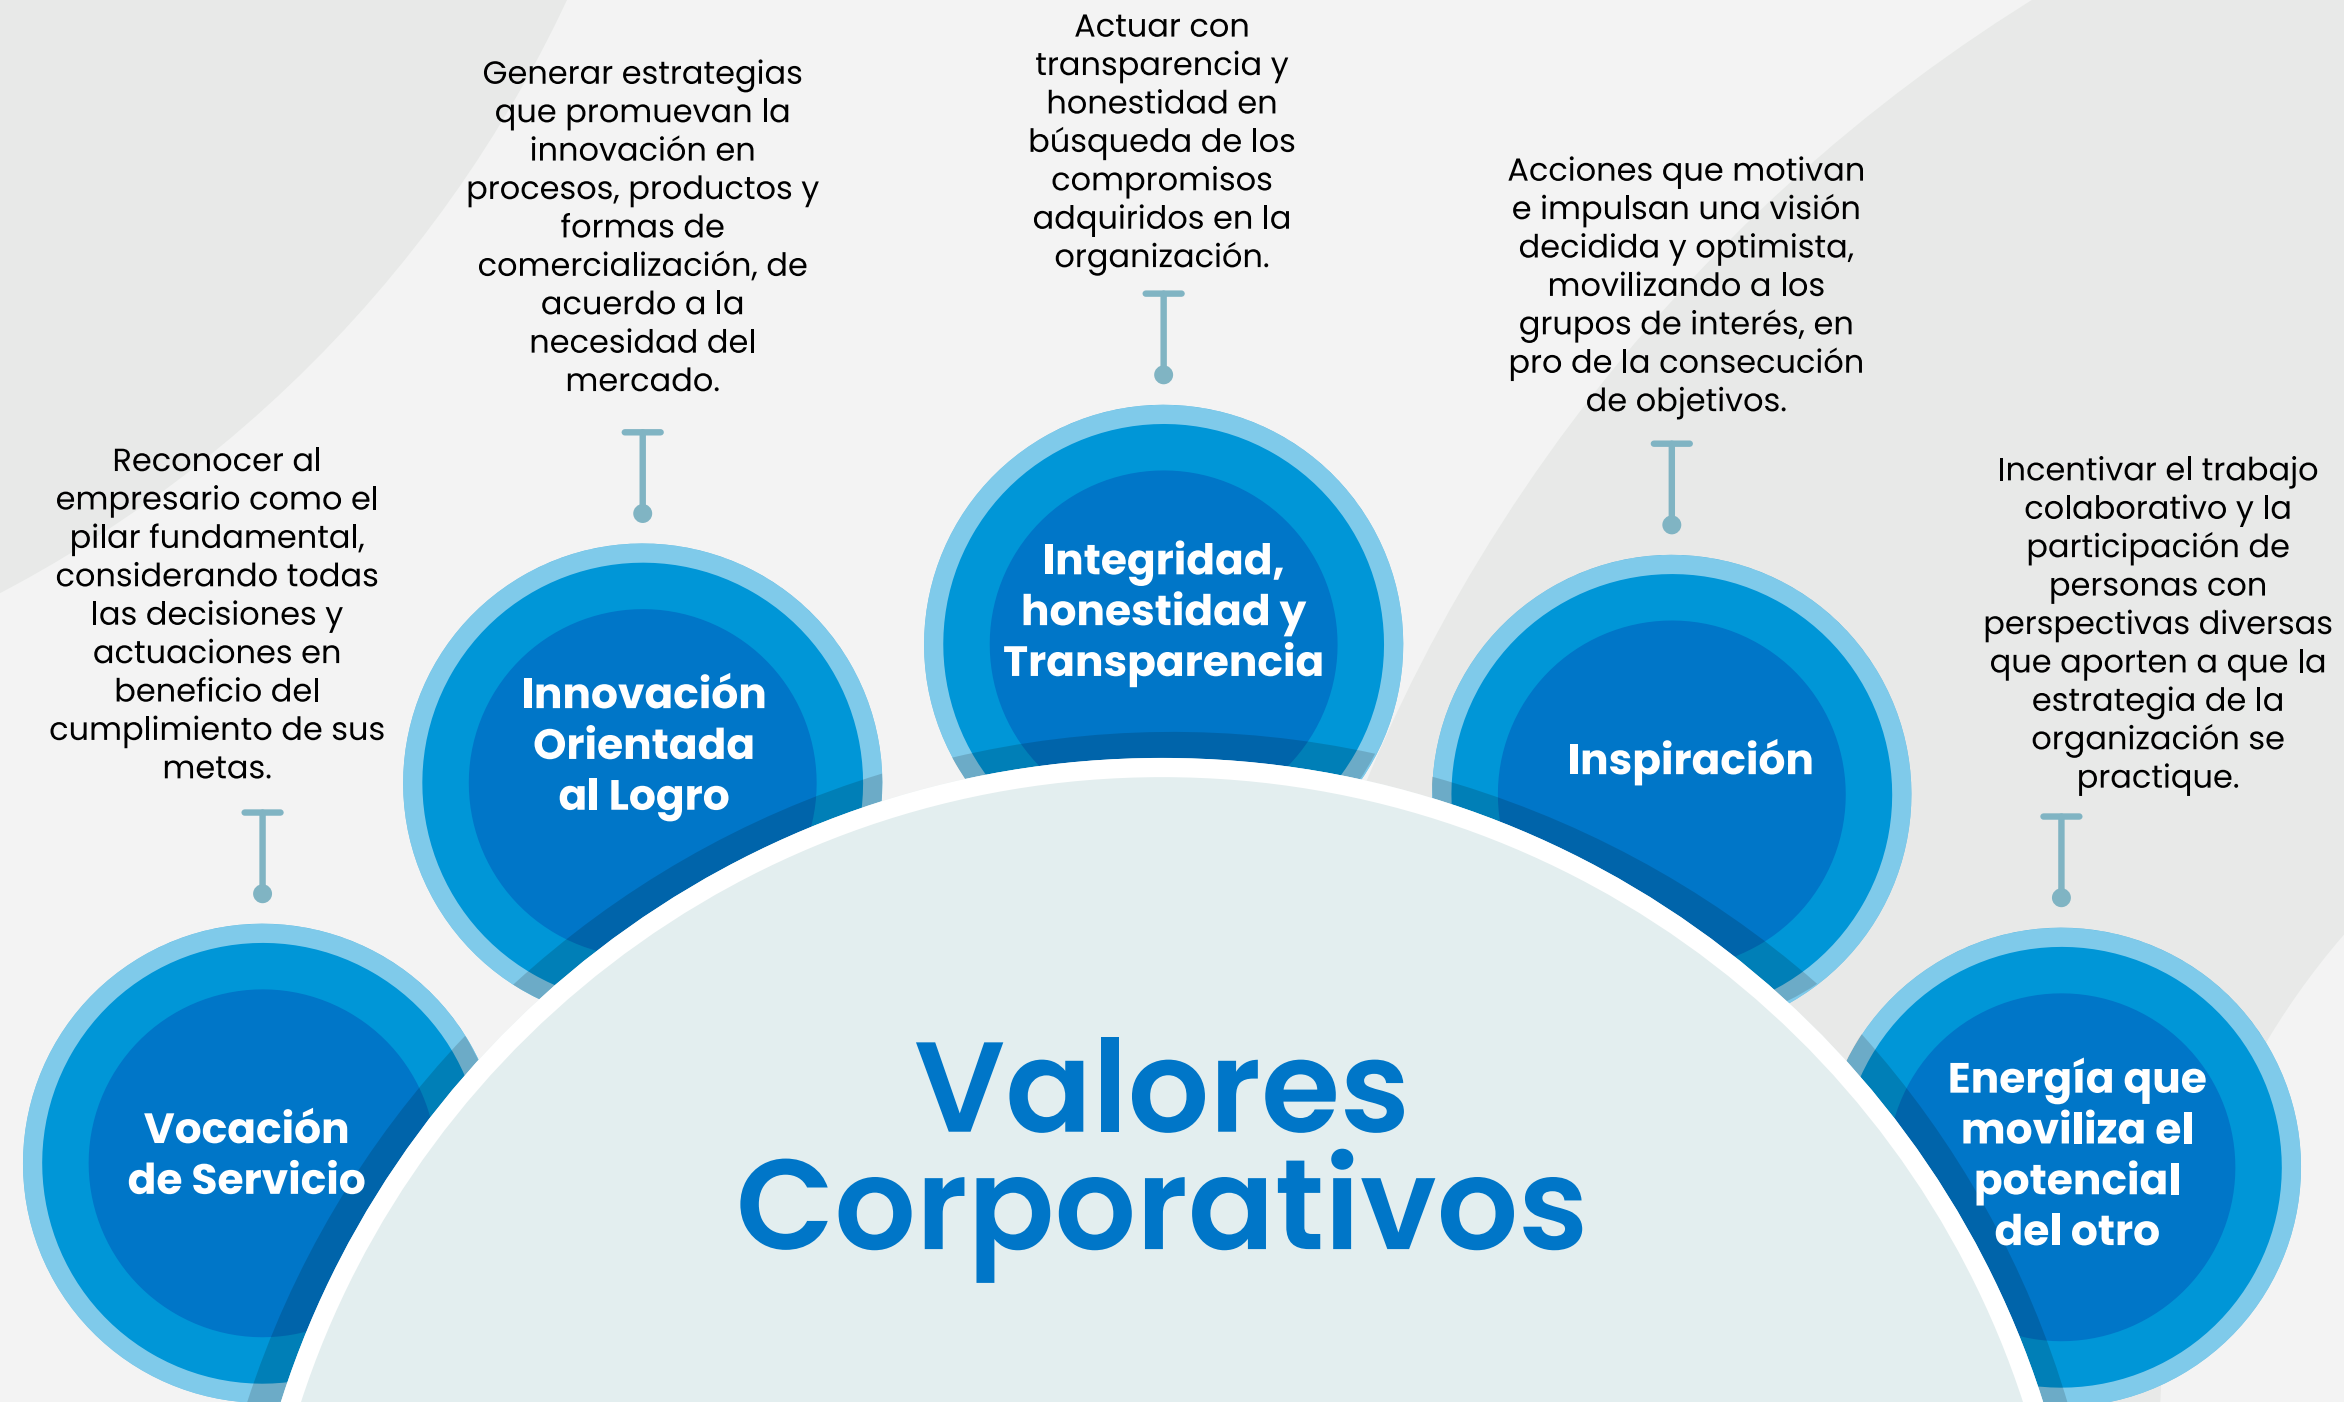 Reconocer al
empresario como el
pilar fundamental,
considerando todas
las decisiones y
actuaciones en
beneficio del
cumplimiento de sus
metas.
Vocación
de Servicio
Generar estrategias
que promuevan la
innovación en
procesos, productos y
formas de
comercialización, de
acuerdo a la
necesidad del
mercado.
Innovación
Orientada
al Logro
Actuar con
transparencia y
honestidad en
búsqueda de los
compromisos
adquiridos en la
organización.
Integridad,
honestidad y
Transparencia
Acciones que motivan
e impulsan una visión
decidida y optimista,
movilizando a los
grupos de interés, en
pro de la consecución
de objetivos.
Inspiración
Incentivar el trabajo
colaborativo y la
participación de
personas con
perspectivas diversas
que aporten a que la
estrategia de la
organización se
practique.
Energía que
moviliza el
potencial
del otro
Valores
Corporativos